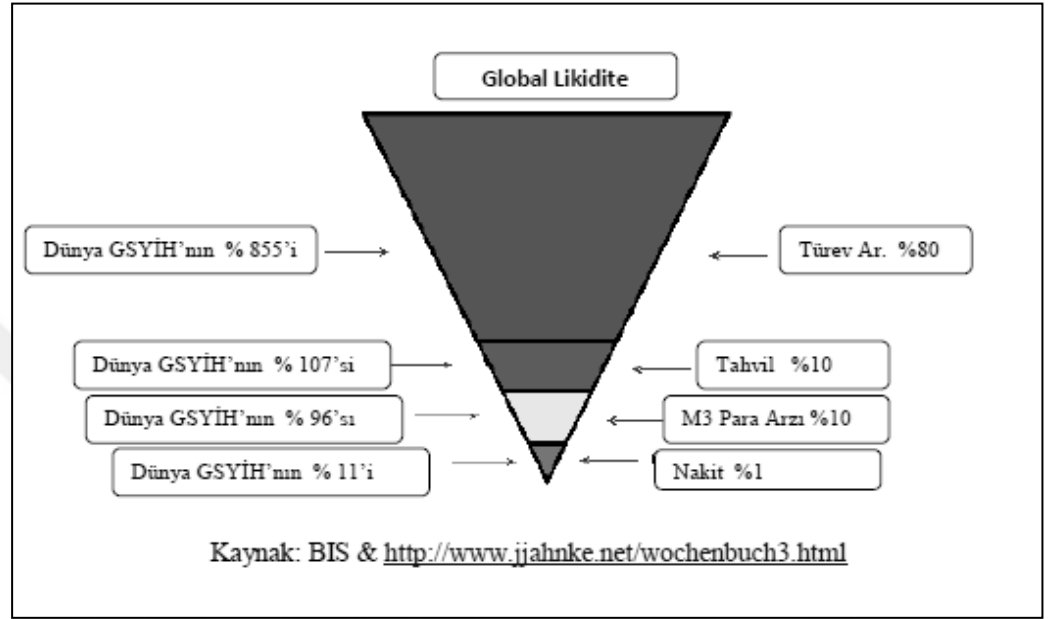 Global Likidite
Dünya GSYİH’nın % 855’i
Türev Ar. %80
Dünya GSYİH’nın % 107’si
Tahvil %10
Dünya GSYİH’nın % 96’sı
M3 Para Arzı %10
Dünya GSYİH’nın % 11’i
Nakit %1
Kaynak: BIS & http://www.jjahnke.net/wochenbuch3.html